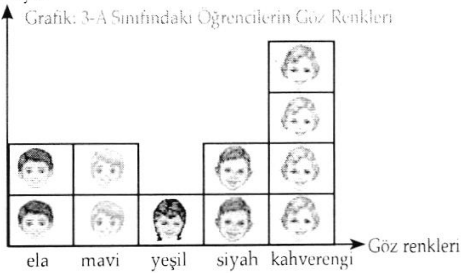 Grafik: 3-A Sınıfındaki Öğrencilerin Göz Renkleri
ela mavi yeşil siyah kahverengi
Göz renkleri